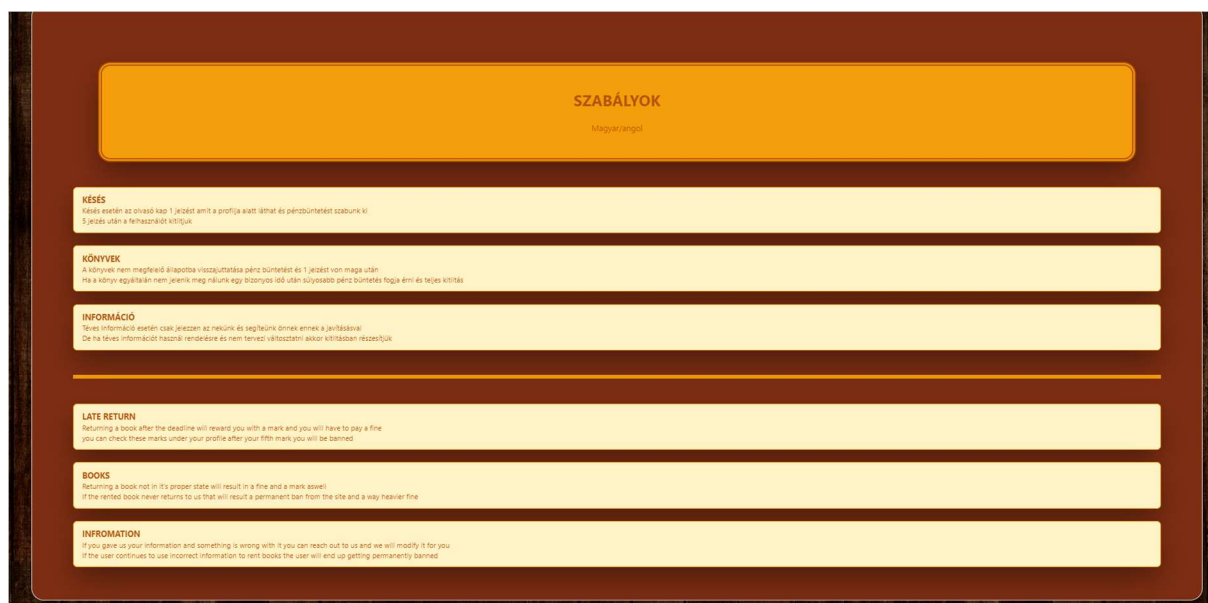 SZABÁLYOK
Magyar/angol
KÉSÉS
Késés esetén az olvasó kap 1 jelzést amit a profilja alatt láthat és pénzbüntetést szabunk ki
5 jelzés után a felhasználót kitiltjuk
KÖNYVEK
A könyvek nem megfelelő állapotba visszajuttatása pénz büntetést és 1 jelzést von maga után
Ha a könyv egyáltalán nem jelenik meg nálunk egy bizonyos idő után súlyosabb pénz büntetés fogja érni és teljes kitiltás
INFORMÁCIÓ
Téves Információ esetén csak jelezzen az nekünk és segíteünk önnek ennek a javításásval
De ha téves információt használ rendelésre és nem tervezi változtatni akkor kitiltásban részesítjük
LATE RETURN
Returning a book after the deadline will reward you with a mark and you will have to pay a fine
you can check these marks under your profile after your fifth mark you will be banned
BOOKS
Returning a book not in it's proper state will result in a fine and a mark aswell
If the rented book never returns to us that will result a permanent ban from the site and a way heavier fine
INFROMATION
If you gave us your information and something is wrong with it you can reach out to us and we will modify it for you
If the user continues to use incorrect information to rent books the user will end up getting permanently banned